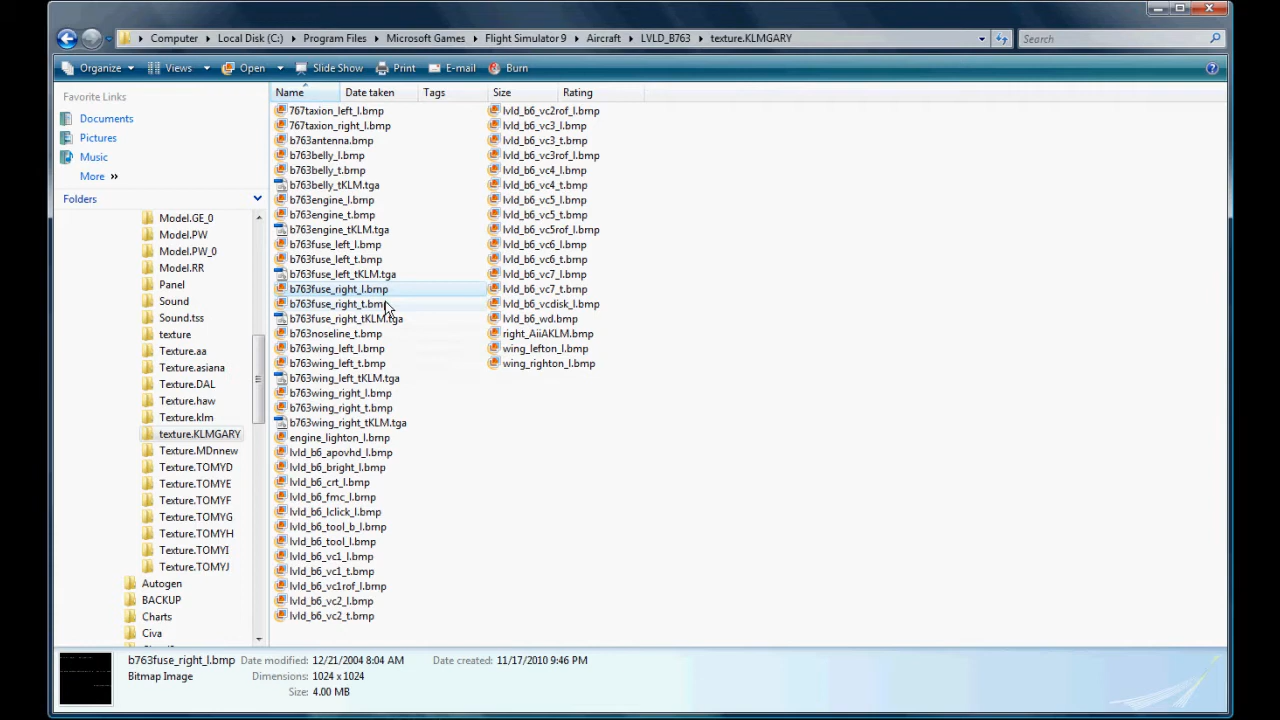 Computer Local Disk (C:) Program Files Microsoft Games Flight Simulator 9 Aircraft LVLD_B763 texture.KLMGARY Search
Organize Views Open Slide Show Print E-mail Burn
Favorite Links
Documents
Pictures
Music
More »
Folders
Model.GE_0
Model.PW
Model.PW_0
Model.RR
Panel
Sound
Sound.tss
texture
Texture.aa
Texture.asiana
Texture.DAL
Texture.haw
Texture.klm
texture.KLMGARY
Texture.MDnnew
Texture.TOMYD
Texture.TOMYE
Texture.TOMYF
Texture.TOMYG
Texture.TOMYH
Texture.TOMYI
Texture.TOMYJ
Autogen
BACKUP
Charts
Civa
Name Date taken Tags Size Rating
767taxion_left_l.bmp
767taxion_right_l.bmp
b763antenna.bmp
b763belly_l.bmp
b763belly_t.bmp
b763belly_tKLM.tga
b763engine_l.bmp
b763engine_t.bmp
b763engine_tKLM.tga
b763fuse_left_l.bmp
b763fuse_left_t.bmp
b763fuse_left_tKLM.tga
b763fuse_right_l.bmp
b763fuse_right_t.bmp
b763fuse_right_tKLM.tga
b763noseline_t.bmp
b763wing_left_l.bmp
b763wing_left_t.bmp
b763wing_left_tKLM.tga
b763wing_right_l.bmp
b763wing_right_t.bmp
b763wing_right_tKLM.tga
engine_lighton_l.bmp
lvld_b6_apovhd_l.bmp
lvld_b6_bright_l.bmp
lvld_b6_crt_l.bmp
lvld_b6_fmc_l.bmp
lvld_b6_lclick_l.bmp
lvld_b6_tool_b_l.bmp
lvld_b6_tool_l.bmp
lvld_b6_vc1_l.bmp
lvld_b6_vc1_t.bmp
lvld_b6_vc1rof_l.bmp
lvld_b6_vc2_l.bmp
lvld_b6_vc2_t.bmp
lvld_b6_vc2rof_l.bmp
lvld_b6_vc3_l.bmp
lvld_b6_vc3_t.bmp
lvld_b6_vc3rof_l.bmp
lvld_b6_vc4_l.bmp
lvld_b6_vc4_t.bmp
lvld_b6_vc5_l.bmp
lvld_b6_vc5_t.bmp
lvld_b6_vc5rof_l.bmp
lvld_b6_vc6_l.bmp
lvld_b6_vc6_t.bmp
lvld_b6_vc7_l.bmp
lvld_b6_vc7_t.bmp
lvld_b6_vcdisk_l.bmp
lvld_b6_wd.bmp
right_AiiAKLM.bmp
wing_lefton_l.bmp
wing_righton_l.bmp
b763fuse_right_l.bmp Date modified: 12/21/2004 8:04 AM Date created: 11/17/2010 9:46 PM
Bitmap Image Dimensions: 1024 x 1024
Size: 4.00 MB